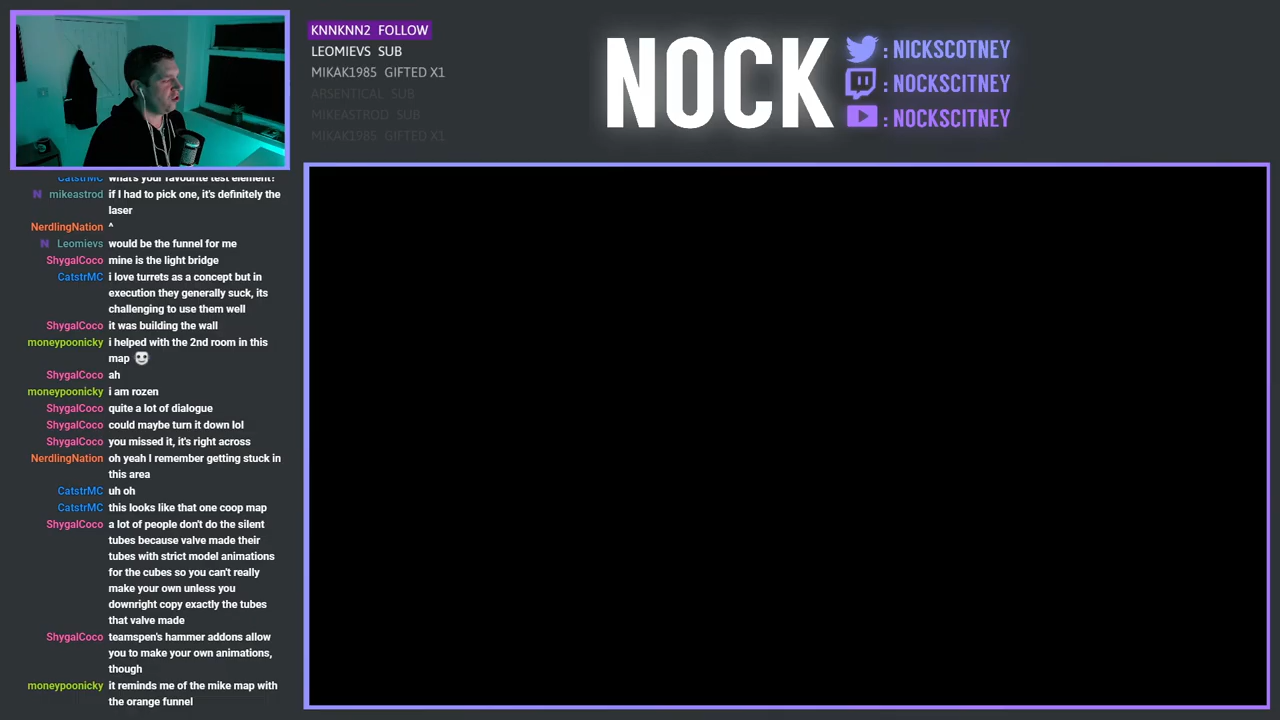 KNNKNN2 FOLLOW
LEOMIEVS SUB
MIKAK1985 GIFTED X1
ARSENTICAL SUB
MIKEASTROD SUB
MIKAK1985 GIFTED X1
NOCK
: NICKSCOTNEY
: NOCKSCITNEY
: NOCKSCITNEY
CatstrMC what's your favourite test element?
mikeastrod if I had to pick one, it's definitely the
laser
NerdlingNation ^
Leomievs would be the funnel for me
ShygalCoco mine is the light bridge
CatstrMC i love turrets as a concept but in
execution they generally suck, its
challenging to use them well
ShygalCoco it was building the wall
moneypoonicky i helped with the 2nd room in this
map
ShygalCoco ah
moneypoonicky i am rozen
ShygalCoco quite a lot of dialogue
ShygalCoco could maybe turn it down lol
ShygalCoco you missed it, it's right across
NerdlingNation oh yeah I remember getting stuck in
this area
CatstrMC uh oh
CatstrMC this looks like that one coop map
ShygalCoco a lot of people don't do the silent
tubes because valve made their
tubes with strict model animations
for the cubes so you can't really
make your own unless you
downright copy exactly the tubes
that valve made
ShygalCoco teamspen's hammer addons allow
you to make your own animations,
though
moneypoonicky it reminds me of the mike map with
the orange funnel